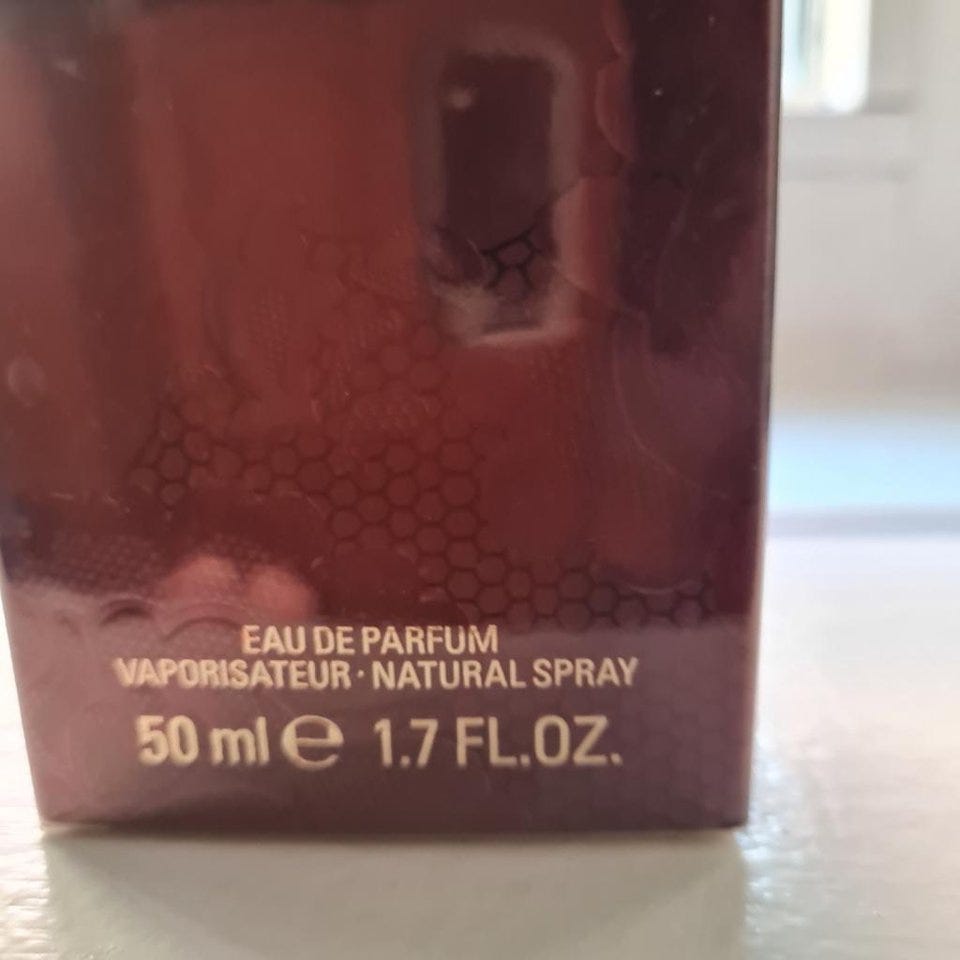 EAU DE PARFUM
VAPORISATEUR · NATURAL SPRAY
50 ml ℮ 1.7 FL.OZ.